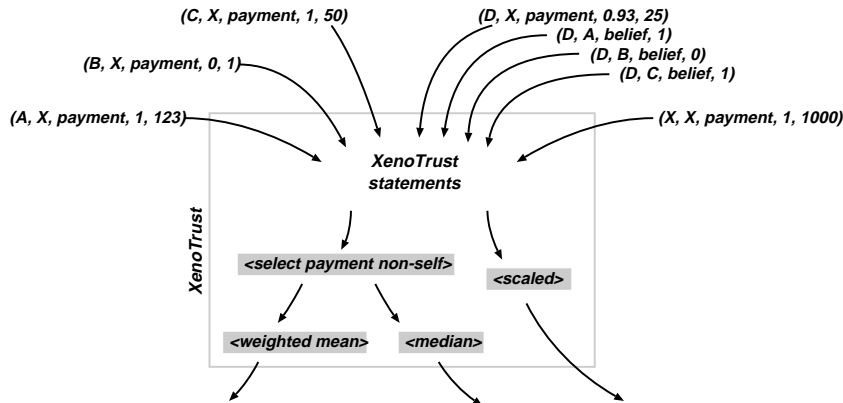 (C, X, payment, 1, 50)
(D, X, payment, 0.93, 25)
(D, A, belief, 1)
(D, B, belief, 0)
(B, X, payment, 0, 1)
(D, C, belief, 1)
(A, X, payment, 1, 123)
(X, X, payment, 1, 1000)
XenoTrust
statements
XenoTrust
<select payment non-self>
<scaled>
<weighted mean>
<median>